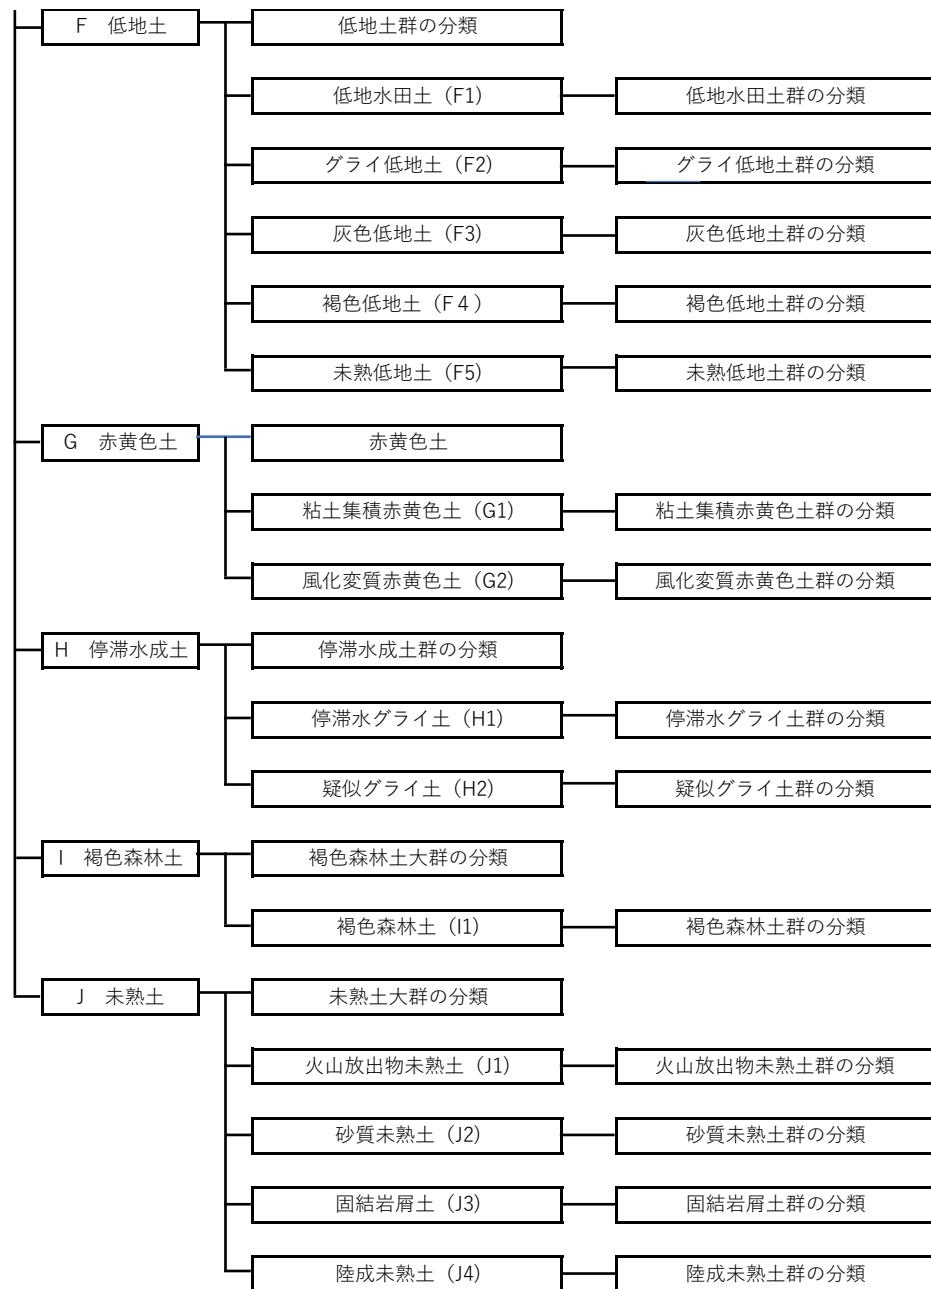 F 低地土 低地土群の分類
低地水田土（F1） 低地水田土群の分類
グライ低地土（F2） グライ低地土群の分類
灰色低地土（F3） 灰色低地土群の分類
褐色低地土（F４） 褐色低地土群の分類
未熟低地土（F5） 未熟低地土群の分類
G 赤黄色土 赤黄色土
粘土集積赤黄色土（G1） 粘土集積赤黄色土群の分類
風化変質赤黄色土（G2） 風化変質赤黄色土群の分類
H 停滞水成土 停滞水成土群の分類
停滞水グライ土（H1） 停滞水グライ土群の分類
疑似グライ土（H2） 疑似グライ土群の分類
I 褐色森林土 褐色森林土大群の分類
褐色森林土（I1） 褐色森林土群の分類
J 未熟土 未熟土大群の分類
火山放出物未熟土（J1） 火山放出物未熟土群の分類
砂質未熟土（J2） 砂質未熟土群の分類
固結岩屑土（J3） 固結岩屑土群の分類
陸成未熟土（J4） 陸成未熟土群の分類